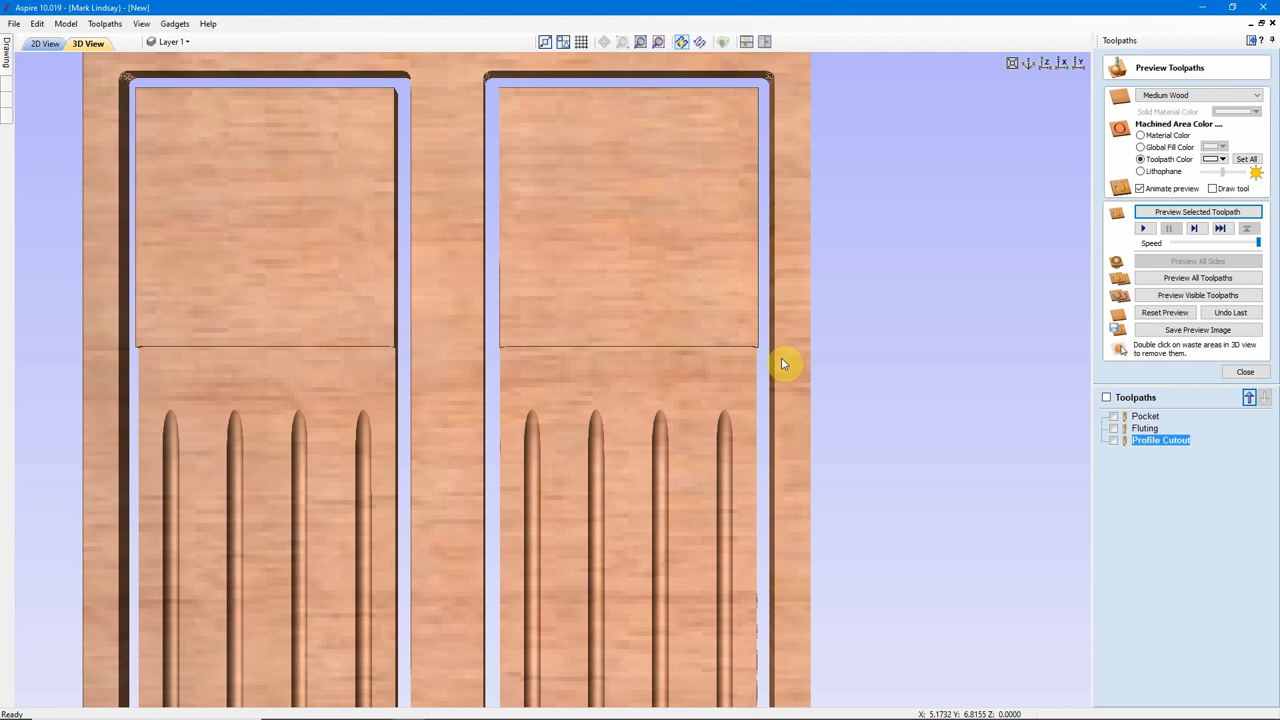 Aspire 10.019 - {Mark Lindsay} - [New]
File Edit Model Toolpaths View Gadgets Help
2D View 3D View Layer 1
Drawing
Toolpaths
Preview Toolpaths
Medium Wood
Solid Material Color
Machined Area Color ....
Material Color
Global Fill Color
Toolpath Color Set All
Lithophane
Animate preview Draw tool
Preview Selected Toolpath
Speed
Preview All Sides
Preview All Toolpaths
Preview Visible Toolpaths
Reset Preview Undo Last
Save Preview Image
Double click on waste areas in 3D view
to remove them.
Close
Toolpaths
Pocket
Fluting
Profile Cutout
Ready X: 5.1732 Y: 6.8155 Z: 0.0000